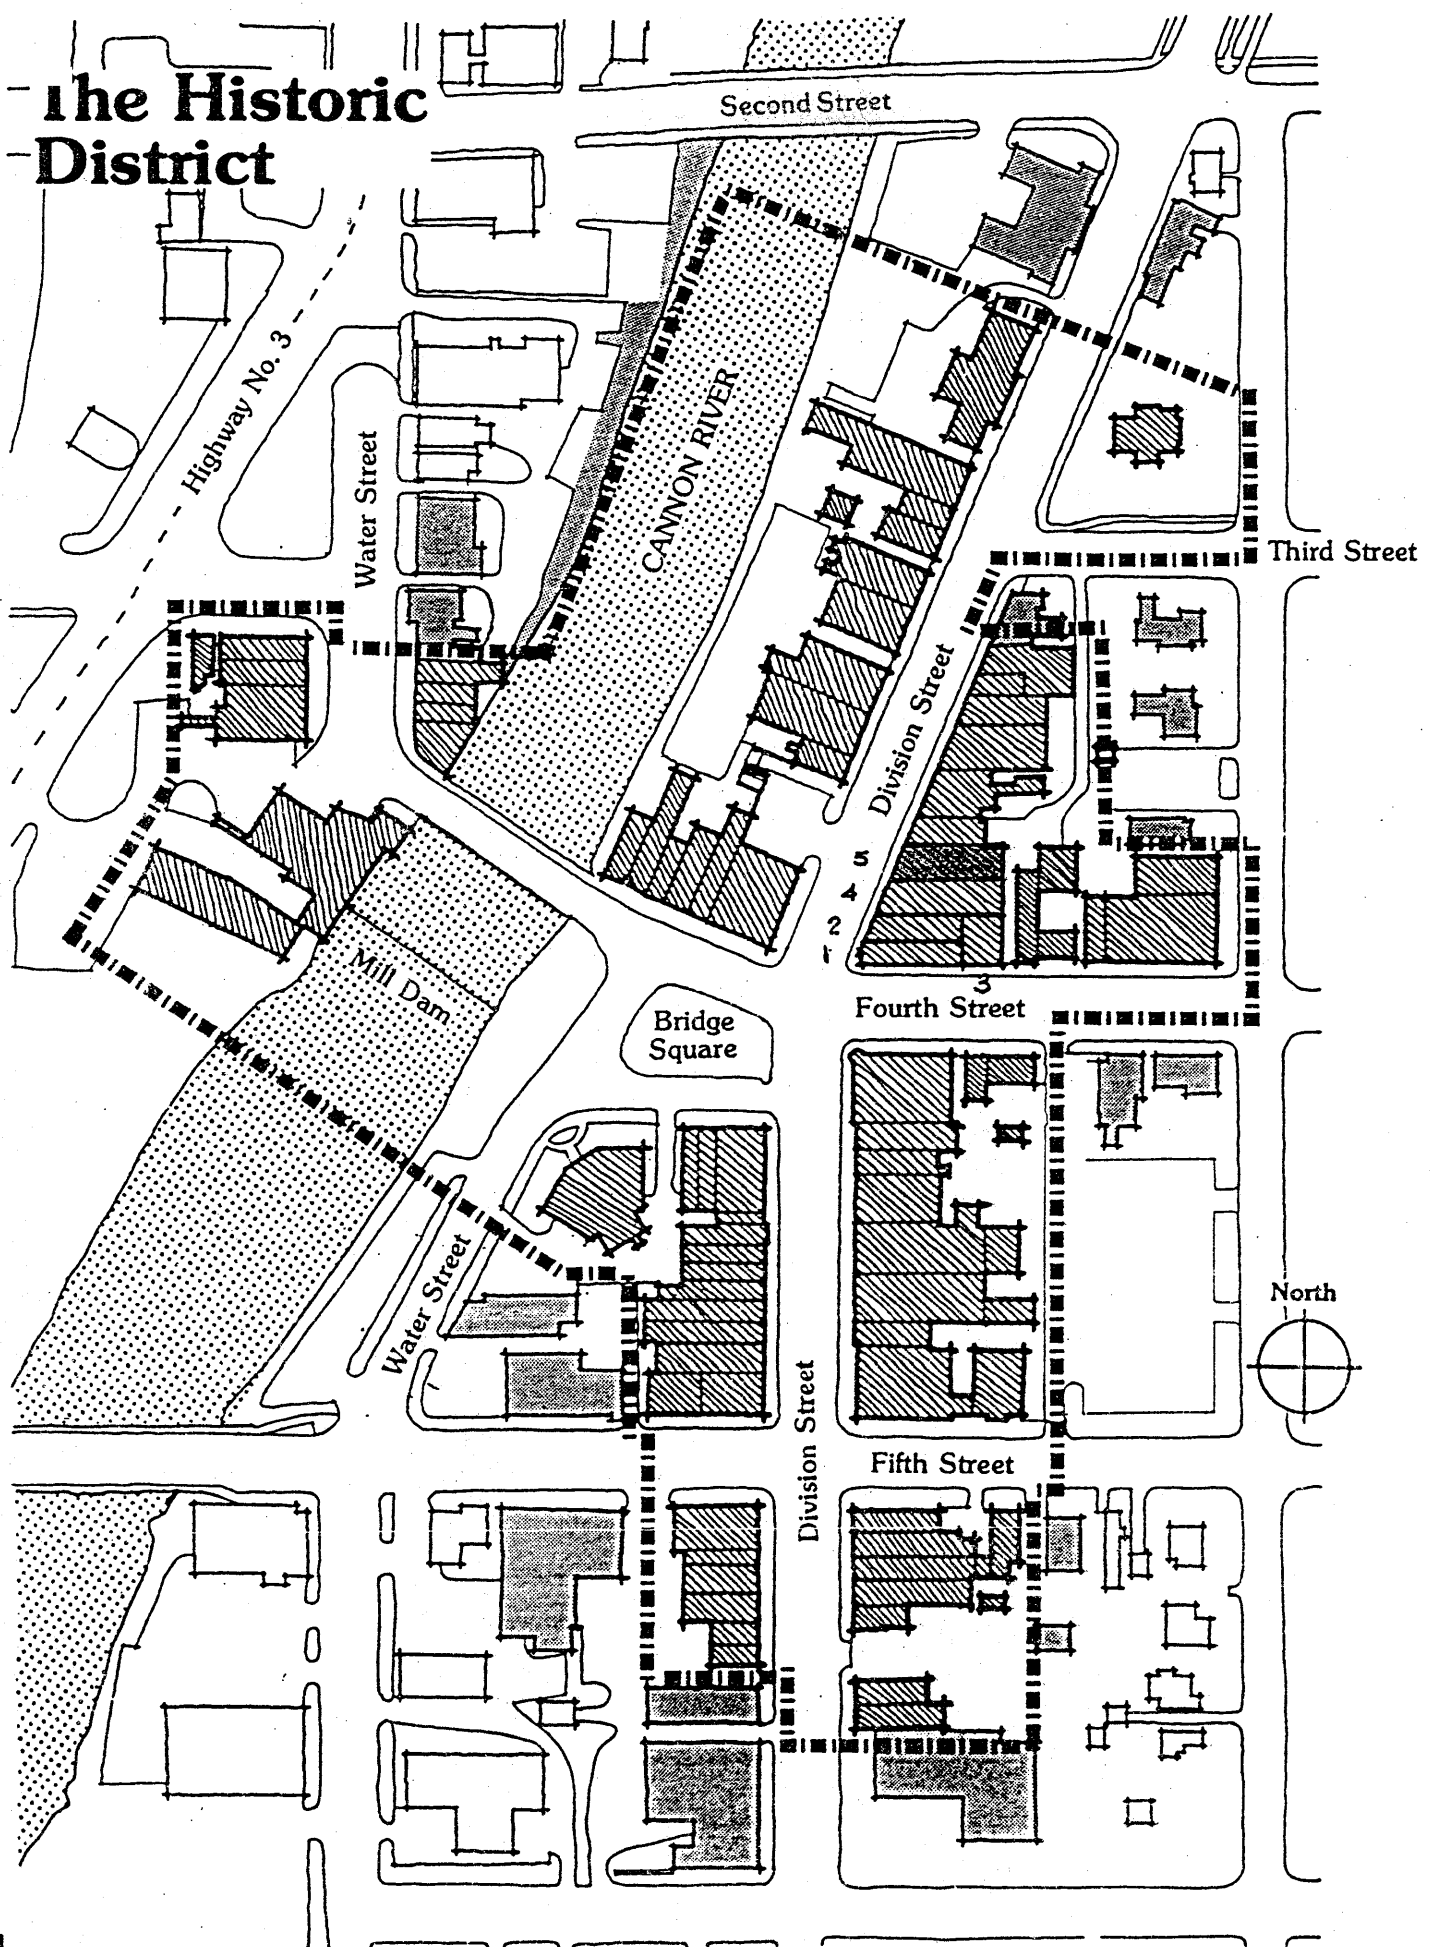 The Historic
District
Second Street
Highway No. 3
CANNON RIVER
Water Street
Third Street
Division Street
5
4
2
1
3
Mill Dam
Fourth Street
Bridge
Square
Water Street
North
Division Street
Fifth Street